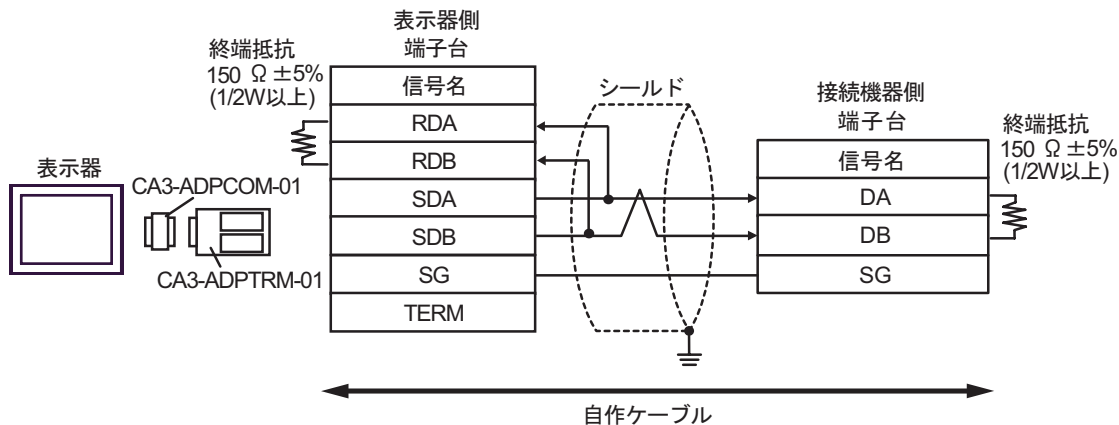 表示器
CA3-ADPCOM-01
CA3-ADPTRM-01
終端抵抗
150 Ω ±5%
(1/2W以上)
表示器側
端子台
信号名
RDA
RDB
SDA
SDB
SG
TERM
シールド
接続機器側
端子台
信号名
DA
DB
SG
終端抵抗
150 Ω ±5%
(1/2W以上)
自作ケーブル